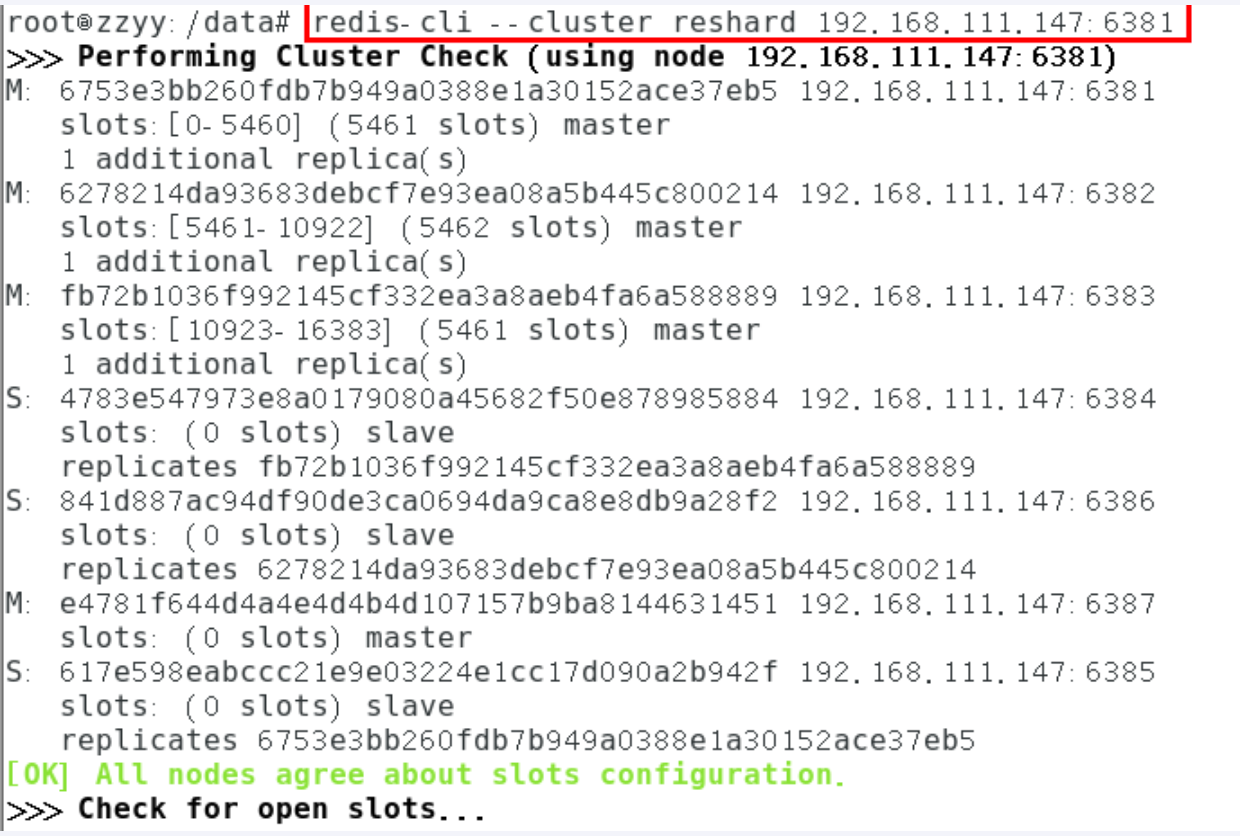 root@zzyy:/data# redis-cli --cluster reshard 192.168.111.147:6381
>>> Performing Cluster Check (using node 192.168.111.147:6381)
M: 6753e3bb260fdb7b949a0388e1a30152ace37eb5 192.168.111.147:6381
   slots:[0-5460] (5461 slots) master
   1 additional replica(s)
M: 6278214da93683debcf7e93ea08a5b445c800214 192.168.111.147:6382
   slots:[5461-10922] (5462 slots) master
   1 additional replica(s)
M: fb72b1036f992145cf332ea3a8aeb4fa6a588889 192.168.111.147:6383
   slots:[10923-16383] (5461 slots) master
   1 additional replica(s)
S: 4783e547973e8a0179080a45682f50e878985884 192.168.111.147:6384
   slots: (0 slots) slave
   replicates fb72b1036f992145cf332ea3a8aeb4fa6a588889
S: 841d887ac94df90de3ca0694da9ca8e8db9a28f2 192.168.111.147:6386
   slots: (0 slots) slave
   replicates 6278214da93683debcf7e93ea08a5b445c800214
M: e4781f644d4a4e4d4b4d107157b9ba8144631451 192.168.111.147:6387
   slots: (0 slots) master
S: 617e598eabccc21e9e03224e1cc17d090a2b942f 192.168.111.147:6385
   slots: (0 slots) slave
   replicates 6753e3bb260fdb7b949a0388e1a30152ace37eb5
[OK] All nodes agree about slots configuration.
>>> Check for open slots...